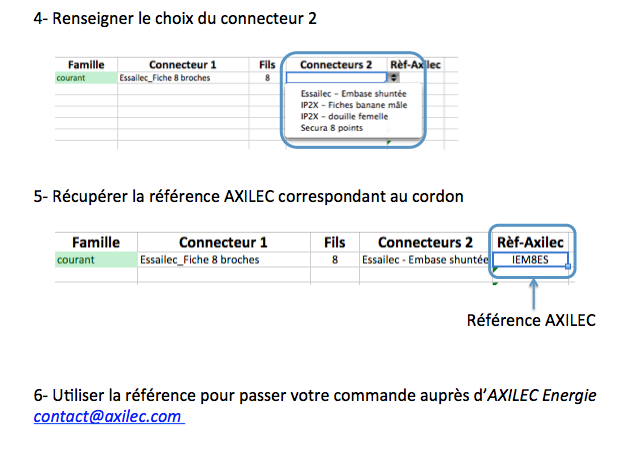 4- Renseigner le choix du connecteur 2
Famille Connecteur 1 Fils Connecteurs 2 Rèf-Axilec
courant Essailec_Fiche 8 broches 8
Essailec - Embase shuntée
IP2X - Fiches banane mâle
IP2X - douille femelle
Secura 8 points
5- Récupérer la référence AXILEC correspondant au cordon
Famille Connecteur 1 Fils Connecteurs 2 Rèf-Axilec
courant Essailec_Fiche 8 broches 8 Essailec - Embase shuntée IEM8ES
Référence AXILEC
6- Utiliser la référence pour passer votre commande auprès d'AXILEC Energie
contact@axilec.com